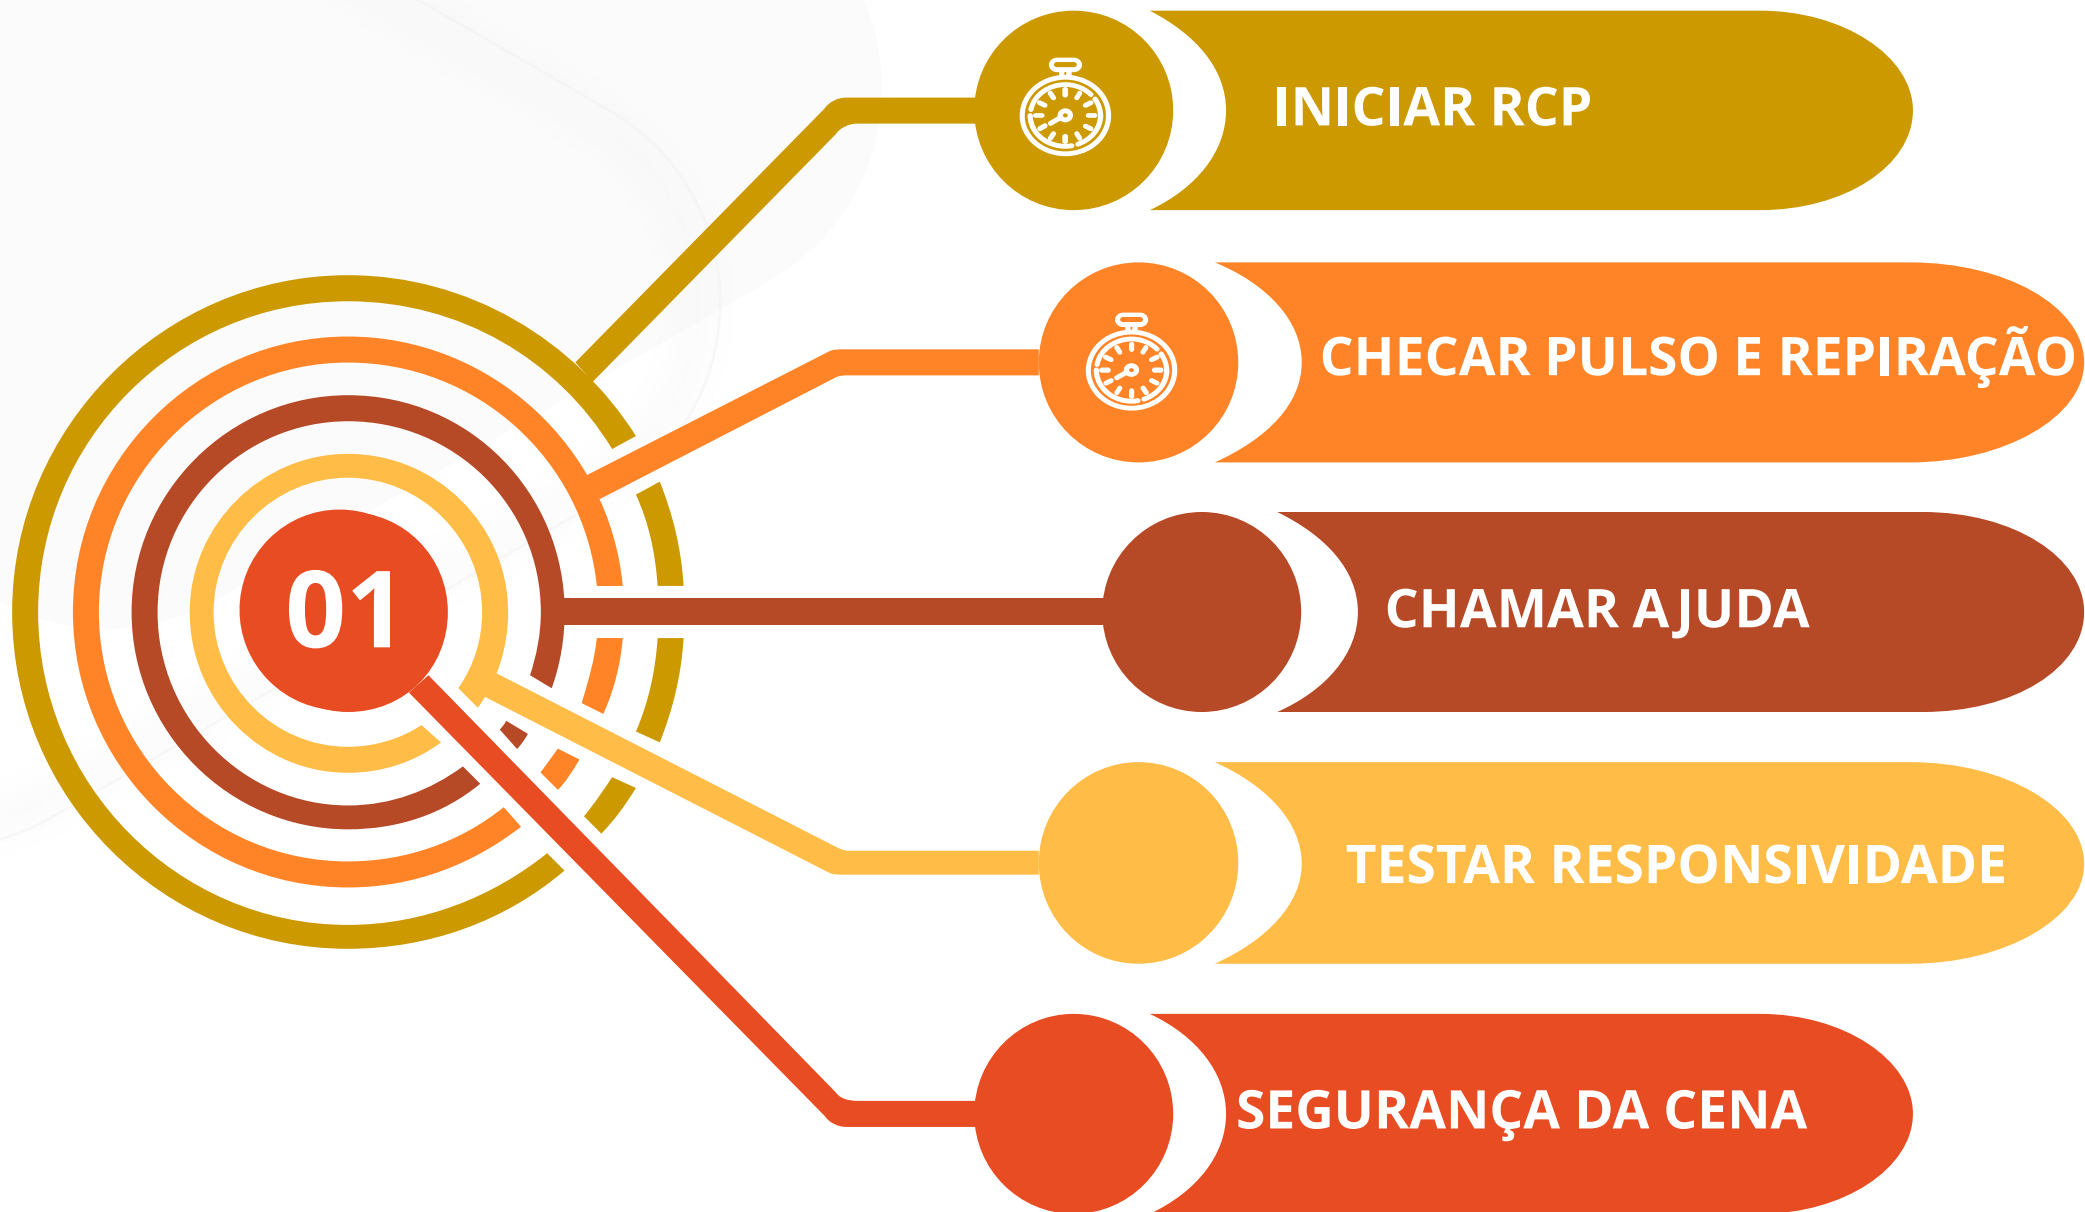 INICIAR RCP
CHECAR PULSO E REPIRAÇÃO
01
CHAMAR AJUDA
TESTAR RESPONSIVIDADE
SEGURANÇA DA CENA